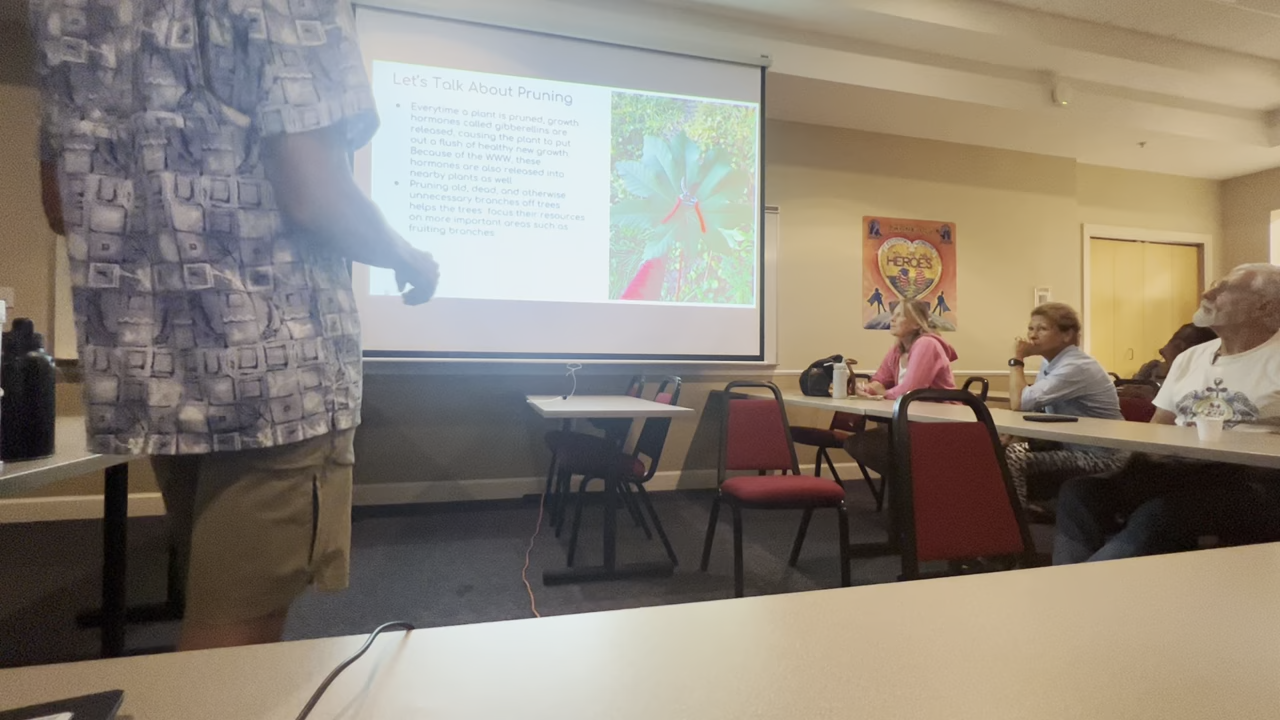 Let's Talk About Pruning
Everytime a plant is pruned, growth
hormones called gibberellins are
released, causing the plant to put
out a flush of healthy new growth.
Because of the WWW, these
hormones are also released into
nearby plants as well.
Pruning old, dead, and otherwise
unnecessary branches off trees
helps the trees focus their resources
on more important areas such as
fruiting branches.
HEROES